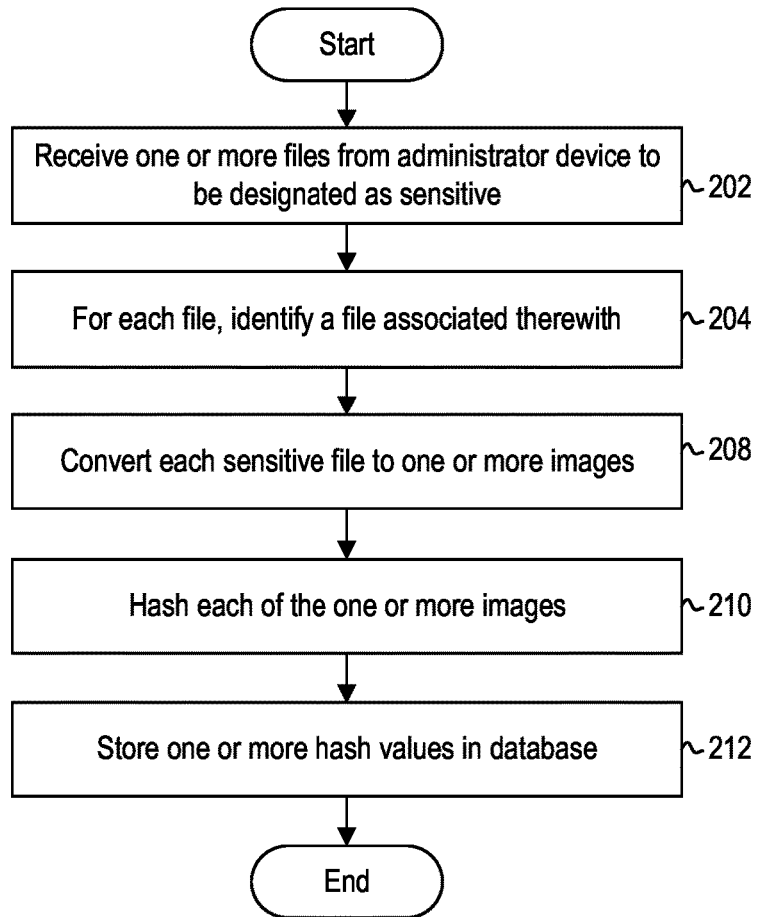 Start
Receive one or more files from administrator device to
be designated as sensitive
202
For each file, identify a file associated therewith
204
Convert each sensitive file to one or more images
208
Hash each of the one or more images
210
Store one or more hash values in database
212
End